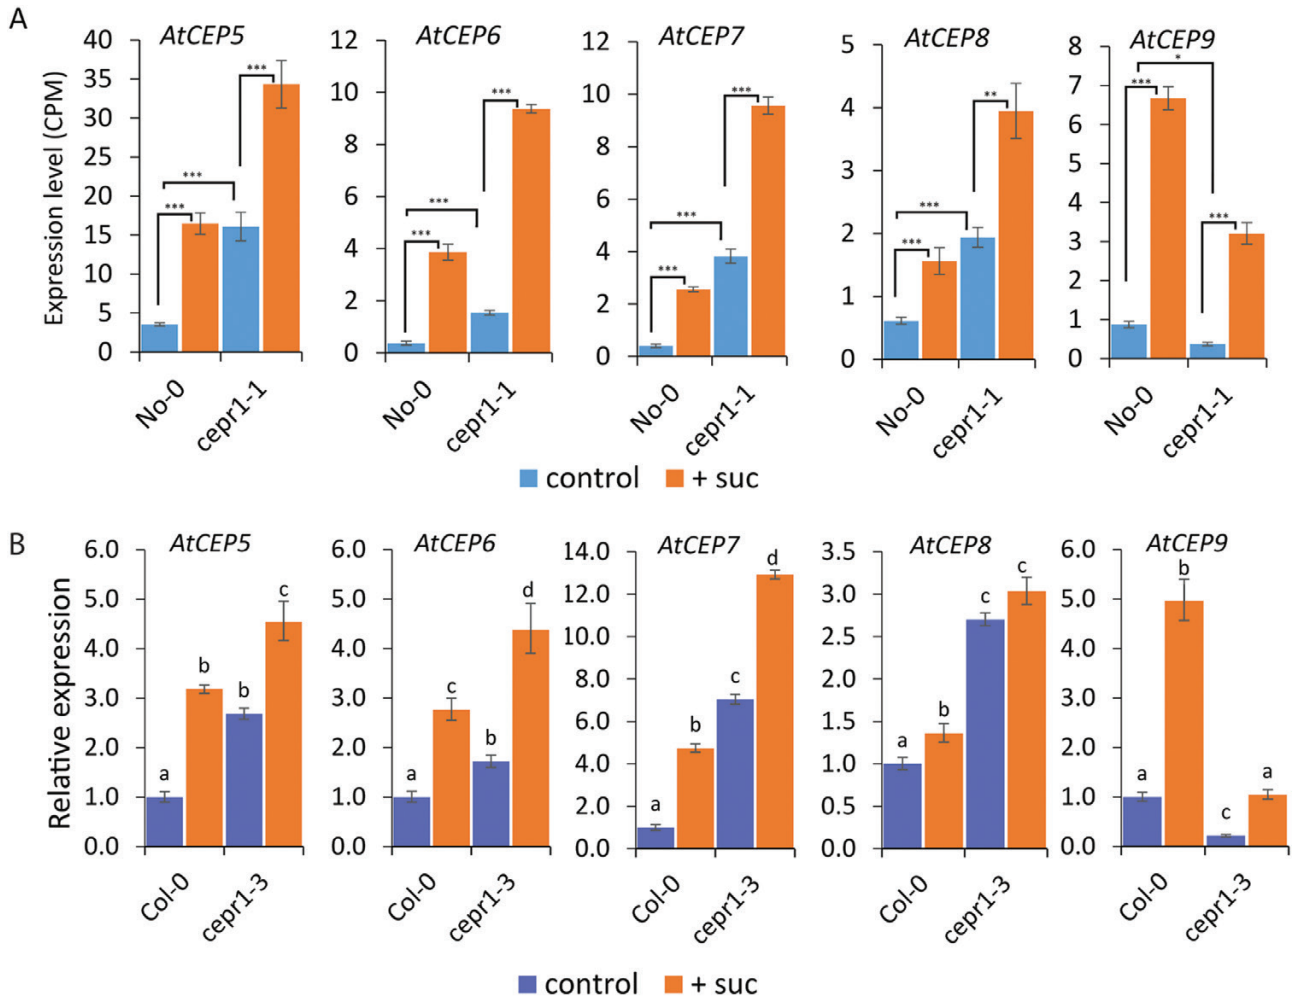 A
Expression level (CPM)
AtCEP5
40
35
30
25
20
15
10
5
0
***
***
***
No-0
cepr1-1
AtCEP6
12
10
8
6
4
2
0
***
***
***
No-0
cepr1-1
AtCEP7
12
10
8
6
4
2
0
***
***
***
No-0
cepr1-1
AtCEP8
5
4
3
2
1
0
**
***
***
No-0
cepr1-1
AtCEP9
8
7
6
5
4
3
2
1
0
*
***
***
No-0
cepr1-1
control + suc
B
Relative expression
AtCEP5
6.0
5.0
4.0
3.0
2.0
1.0
0.0
a b b c
Col-0
cepr1-3
AtCEP6
6.0
5.0
4.0
3.0
2.0
1.0
0.0
a c b d
Col-0
cepr1-3
AtCEP7
14.0
12.0
10.0
8.0
6.0
4.0
2.0
0.0
a b c d
Col-0
cepr1-3
AtCEP8
3.5
3.0
2.5
2.0
1.5
1.0
0.5
0.0
a b c c
Col-0
cepr1-3
AtCEP9
6.0
5.0
4.0
3.0
2.0
1.0
0.0
a b c a
Col-0
cepr1-3
control + suc